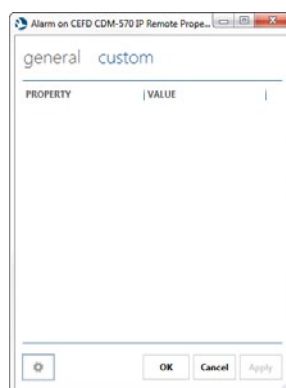 Alarm on CEFD CDM-570 IP Remote Prope...
general custom
PROPERTY VALUE
OK Cancel Apply